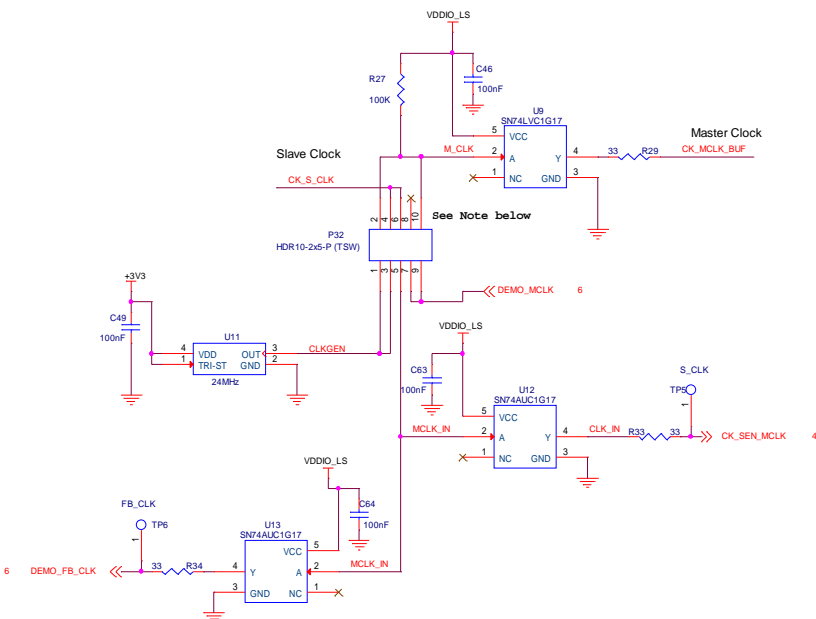 VDDIO_LS
R27
100K
C46
100nF
U9
SN74LVC1G17
5
VCC
M_CLK
2
A
Y
4
33
R29
Master Clock
CK_MCLK_BUF
1
NC
GND
3
Slave Clock
CK_S_CLK
2
4
6
8
10
See Note below
P32
HDR10-2x5-P (TSW)
1
3
5
7
9
DEMO_MCLK
6
+3V3
C49
100nF
U11
4
VDD
OUT
3
CLKGEN
1
TRI-ST
GND
2
24MHz
VDDIO_LS
C63
100nF
U12
SN74AUC1G17
5
VCC
MCLK_IN
2
A
Y
4
CLK_IN
R33
33
S_CLK
TP5
1
CK_SEN_MCLK
4
1
NC
GND
3
VDDIO_LS
C64
100nF
FB_CLK
TP6
1
U13
SN74AUC1G17
VCC
5
6
DEMO_FB_CLK
33
R34
4
Y
A
2
MCLK_IN
3
GND
NC
1